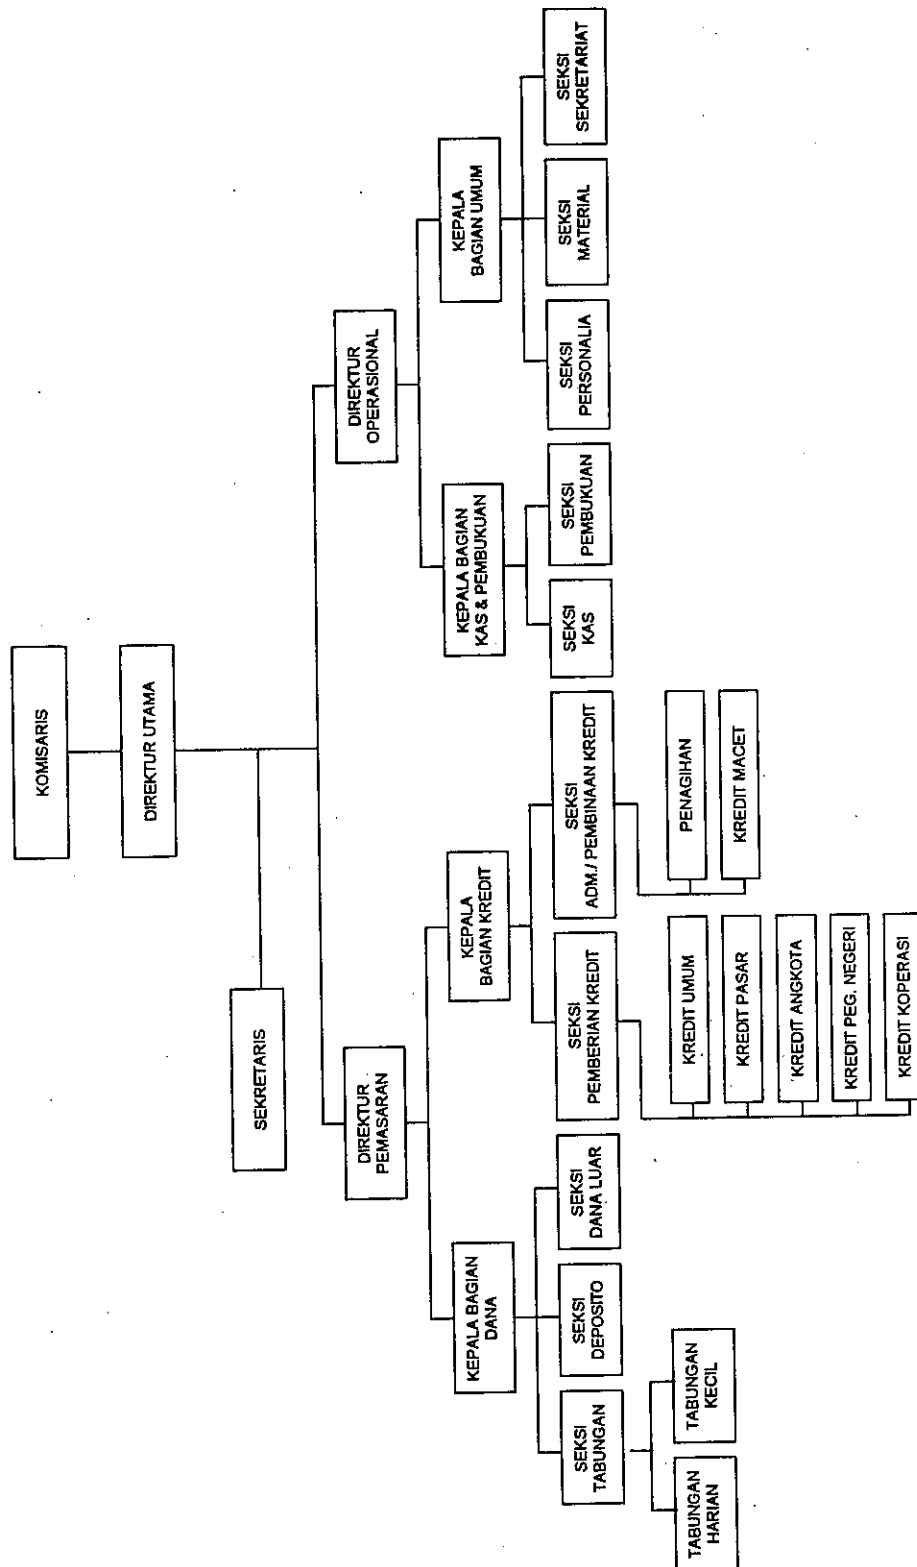 KOMISARIS
DIREKTUR UTAMA
SEKRETARIS
DIREKTUR
PEMASARAN
DIREKTUR
OPERASIONAL
KEPALA BAGIAN
DANA
KEPALA
BAGIAN KREDIT
KEPALA BAGIAN
KAS & PEMBUKUAN
KEPALA
BAGIAN UMUM
SEKSI
TABUNGAN
SEKSI
DEPOSITO
SEKSI
DANA LUAR
SEKSI
PEMBERIAN KREDIT
SEKSI
ADM./ PEMBINAAN KREDIT
SEKSI
KAS
SEKSI
PEMBUKUAN
SEKSI
PERSONALIA
SEKSI
MATERIAL
SEKSI
SEKRETARIAT
TABUNGAN
HARIAN
TABUNGAN
KECIL
KREDIT UMUM
KREDIT PASAR
KREDIT ANGKOTA
KREDIT PEG. NEGERI
KREDIT KOPERASI
PENAGIHAN
KREDIT MACET